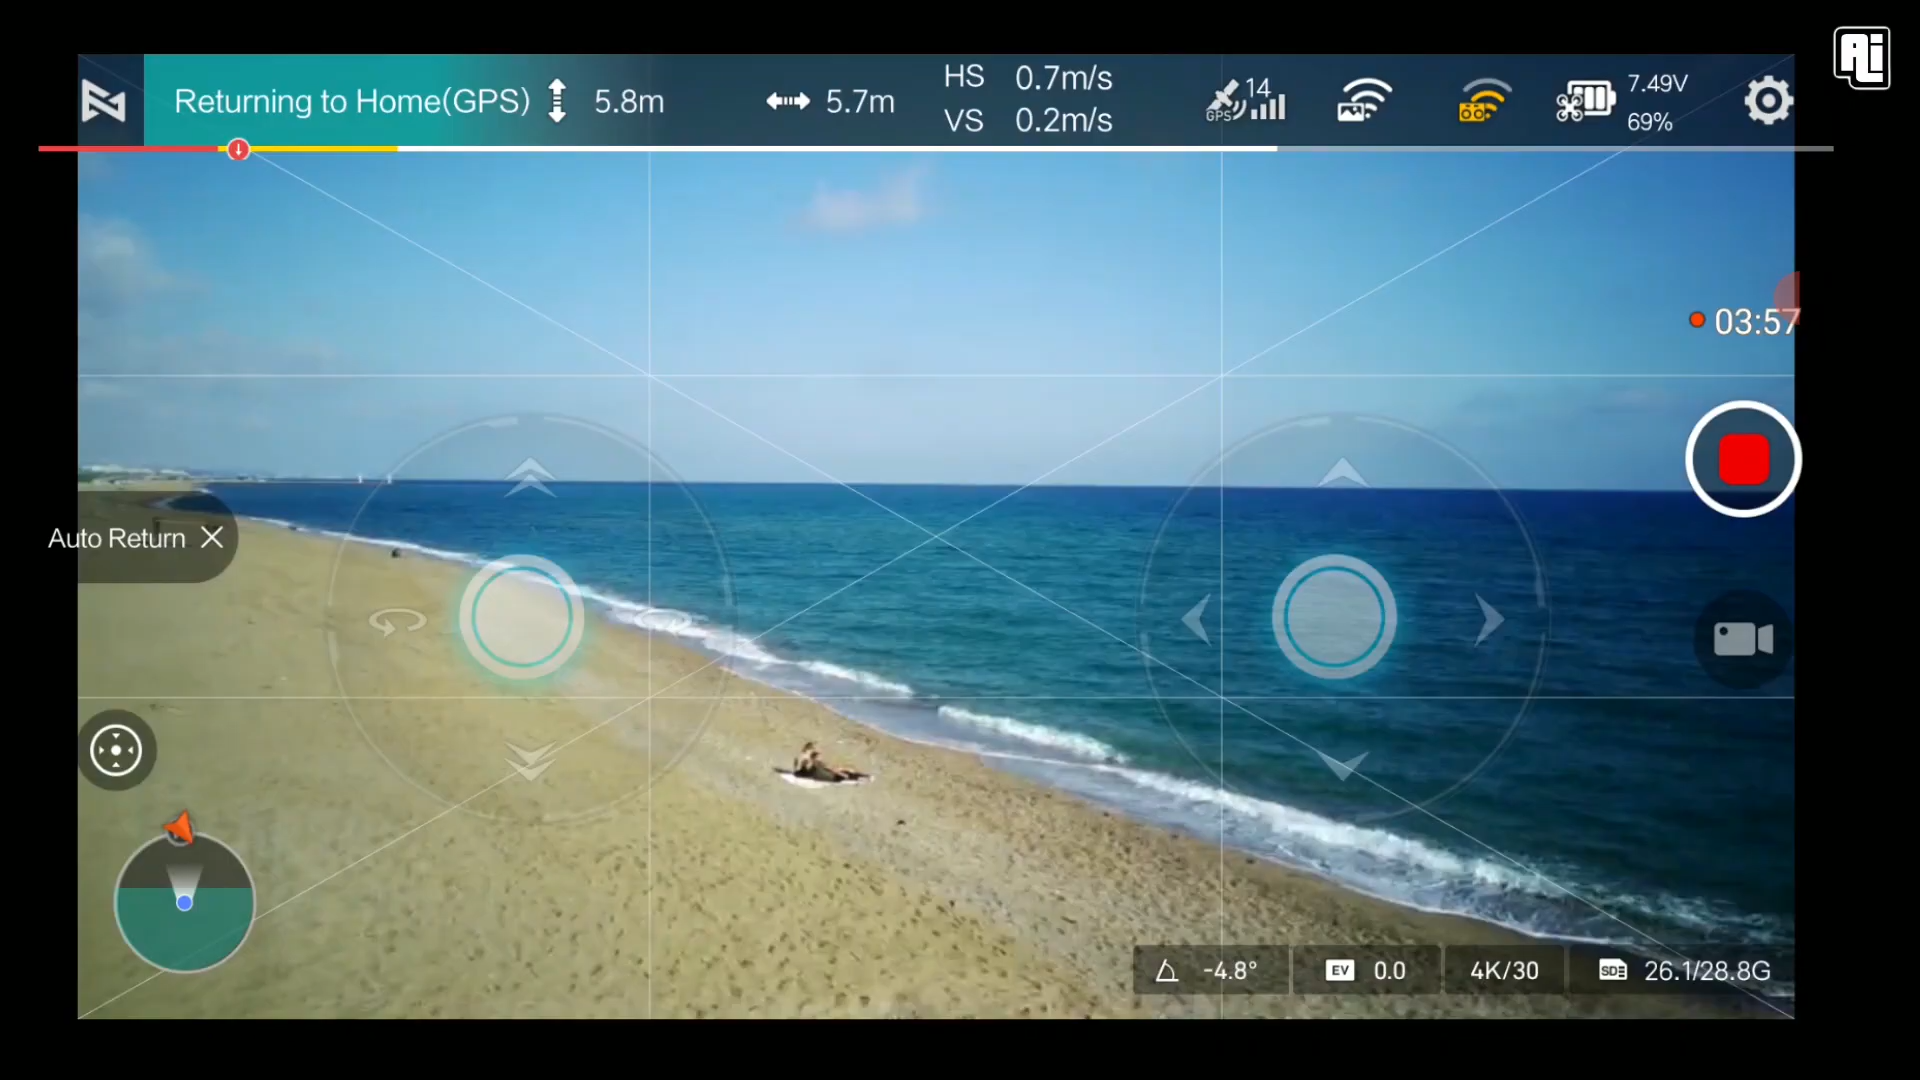 Returning to Home(GPS) 5.8m 5.7m
HS 0.7m/s
VS 0.2m/s
GPS 14
7.49V
69%
03:57
Auto Return
-4.8° EV 0.0 4K/30 SD 26.1/28.8G
Ai